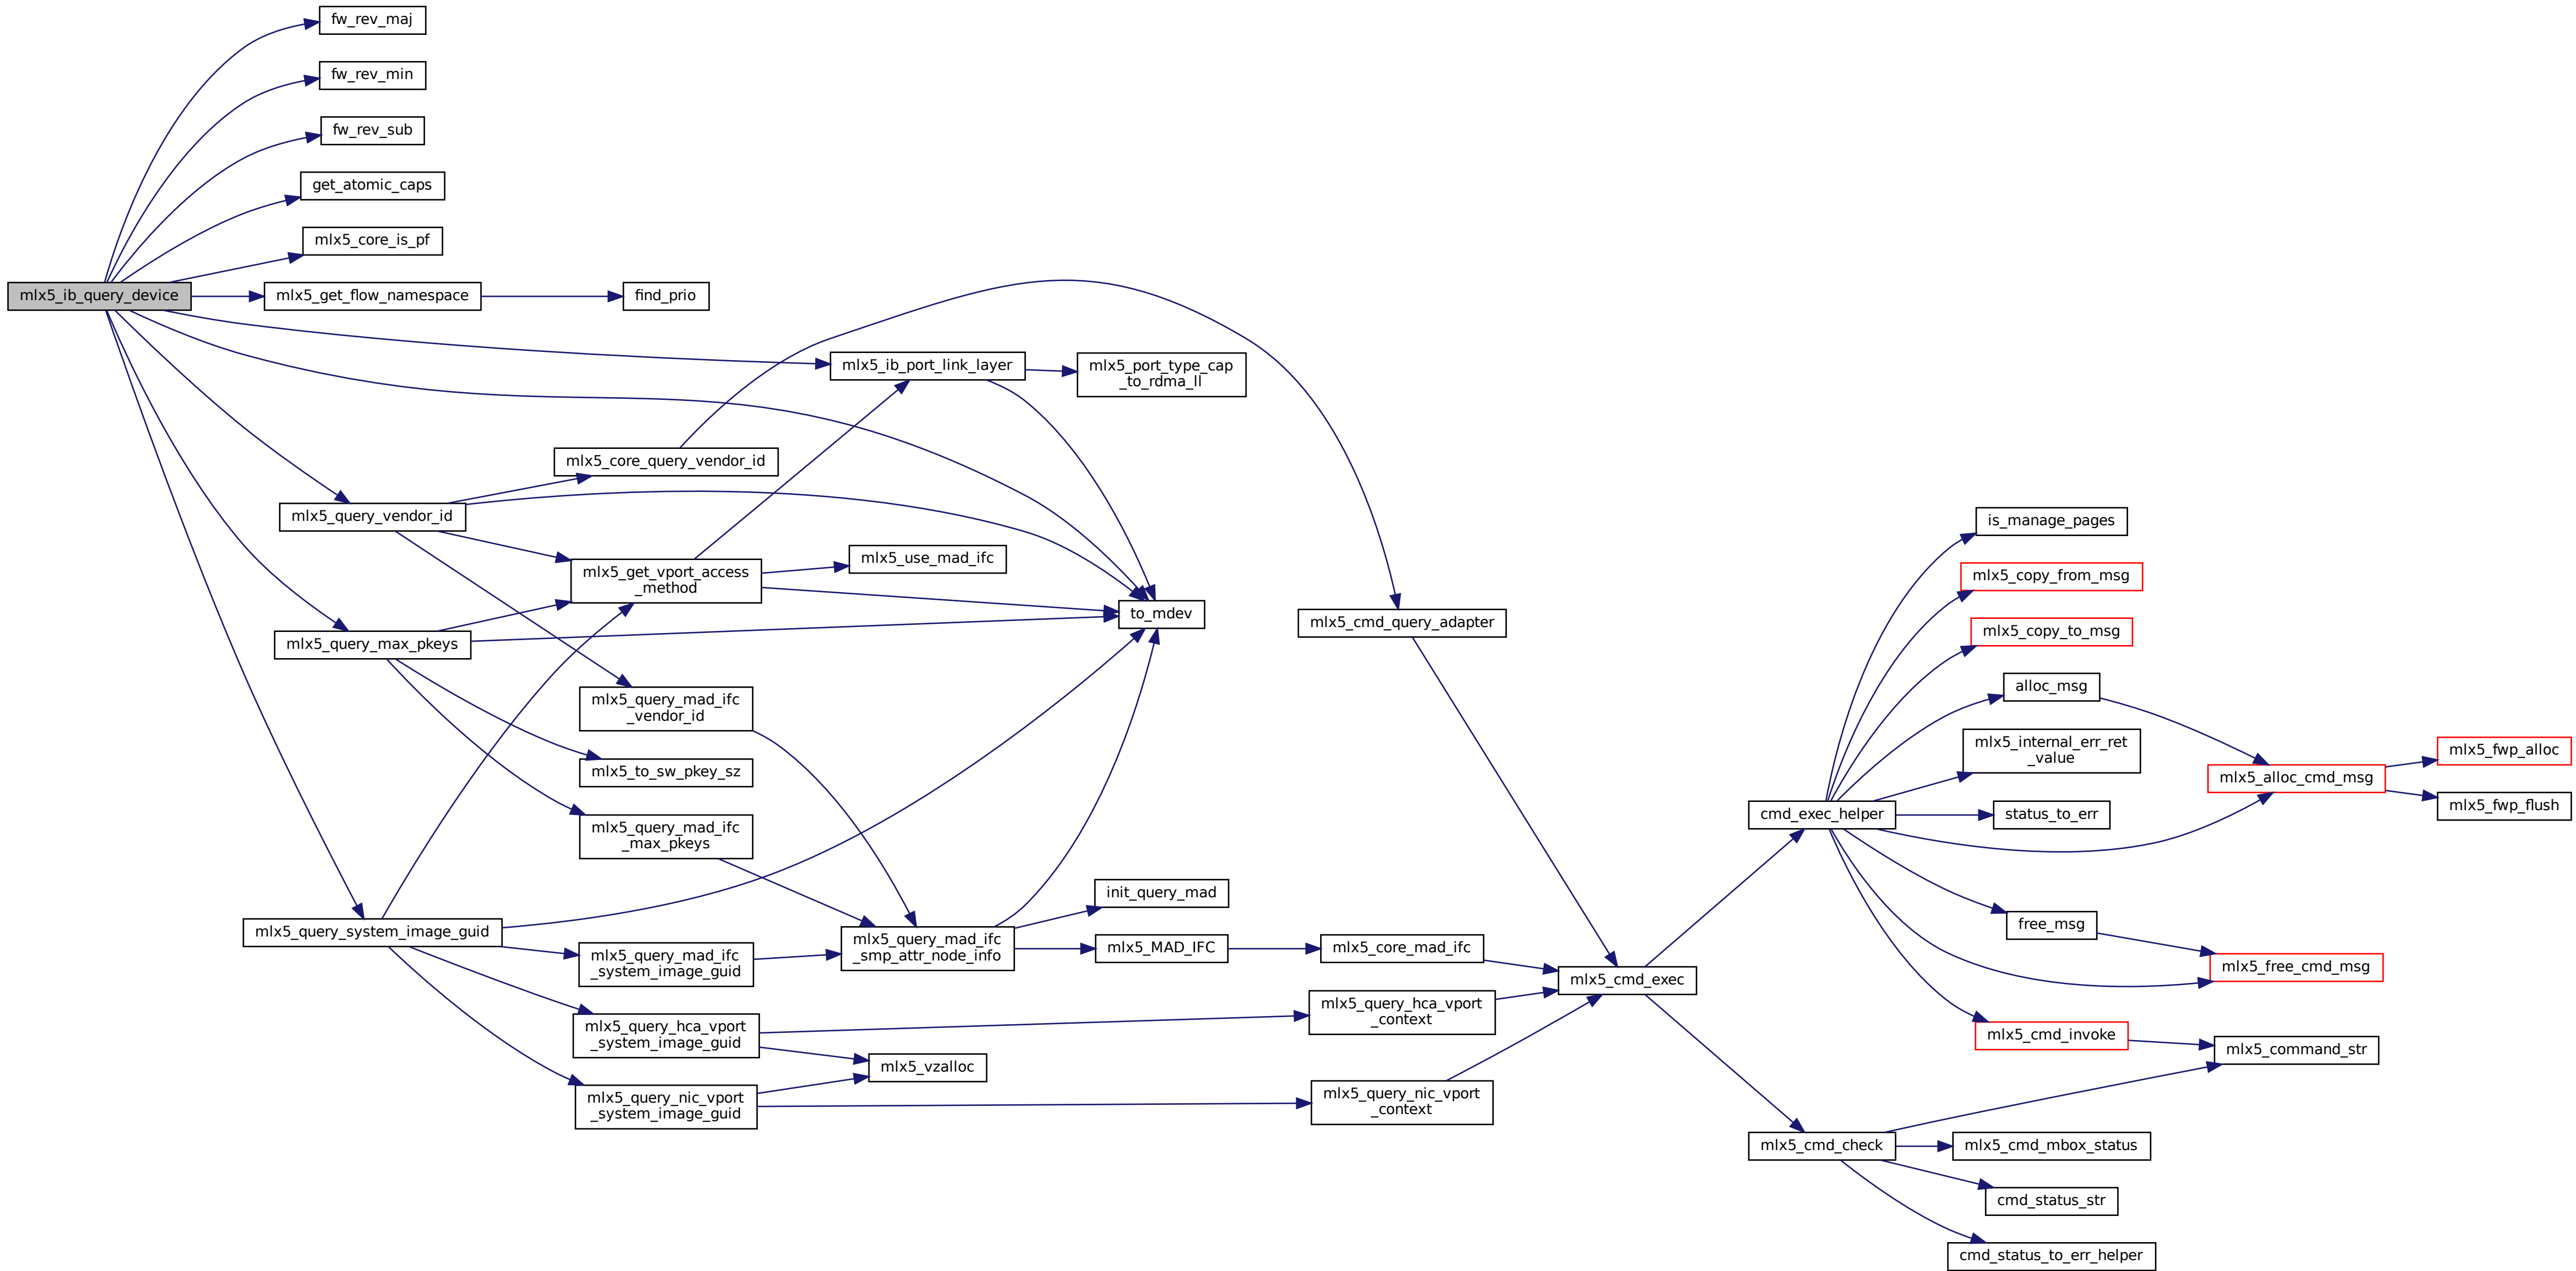 fw_rev_maj
fw_rev_min
fw_rev_sub
get_atomic_caps
mlx5_core_is_pf
mlx5_ib_query_device
mlx5_get_flow_namespace
find_prio
mlx5_ib_port_link_layer
mlx5_port_type_cap
_to_rdma_ll
mlx5_core_query_vendor_id
mlx5_query_vendor_id
mlx5_get_vport_access
_method
mlx5_use_mad_ifc
to_mdev
mlx5_cmd_query_adapter
mlx5_query_max_pkeys
mlx5_query_mad_ifc
_vendor_id
mlx5_to_sw_pkey_sz
mlx5_query_mad_ifc
_max_pkeys
mlx5_query_system_image_guid
mlx5_query_mad_ifc
_system_image_guid
mlx5_query_mad_ifc
_smp_attr_node_info
init_query_mad
mlx5_MAD_IFC
mlx5_core_mad_ifc
mlx5_query_hca_vport
_system_image_guid
mlx5_query_nic_vport
_system_image_guid
mlx5_vzalloc
mlx5_query_hca_vport
_context
mlx5_query_nic_vport
_context
mlx5_cmd_exec
cmd_exec_helper
mlx5_cmd_check
is_manage_pages
mlx5_copy_from_msg
mlx5_copy_to_msg
alloc_msg
mlx5_internal_err_ret
_value
status_to_err
free_msg
mlx5_cmd_invoke
mlx5_cmd_mbox_status
cmd_status_str
cmd_status_to_err_helper
mlx5_alloc_cmd_msg
mlx5_free_cmd_msg
mlx5_command_str
mlx5_fwp_alloc
mlx5_fwp_flush